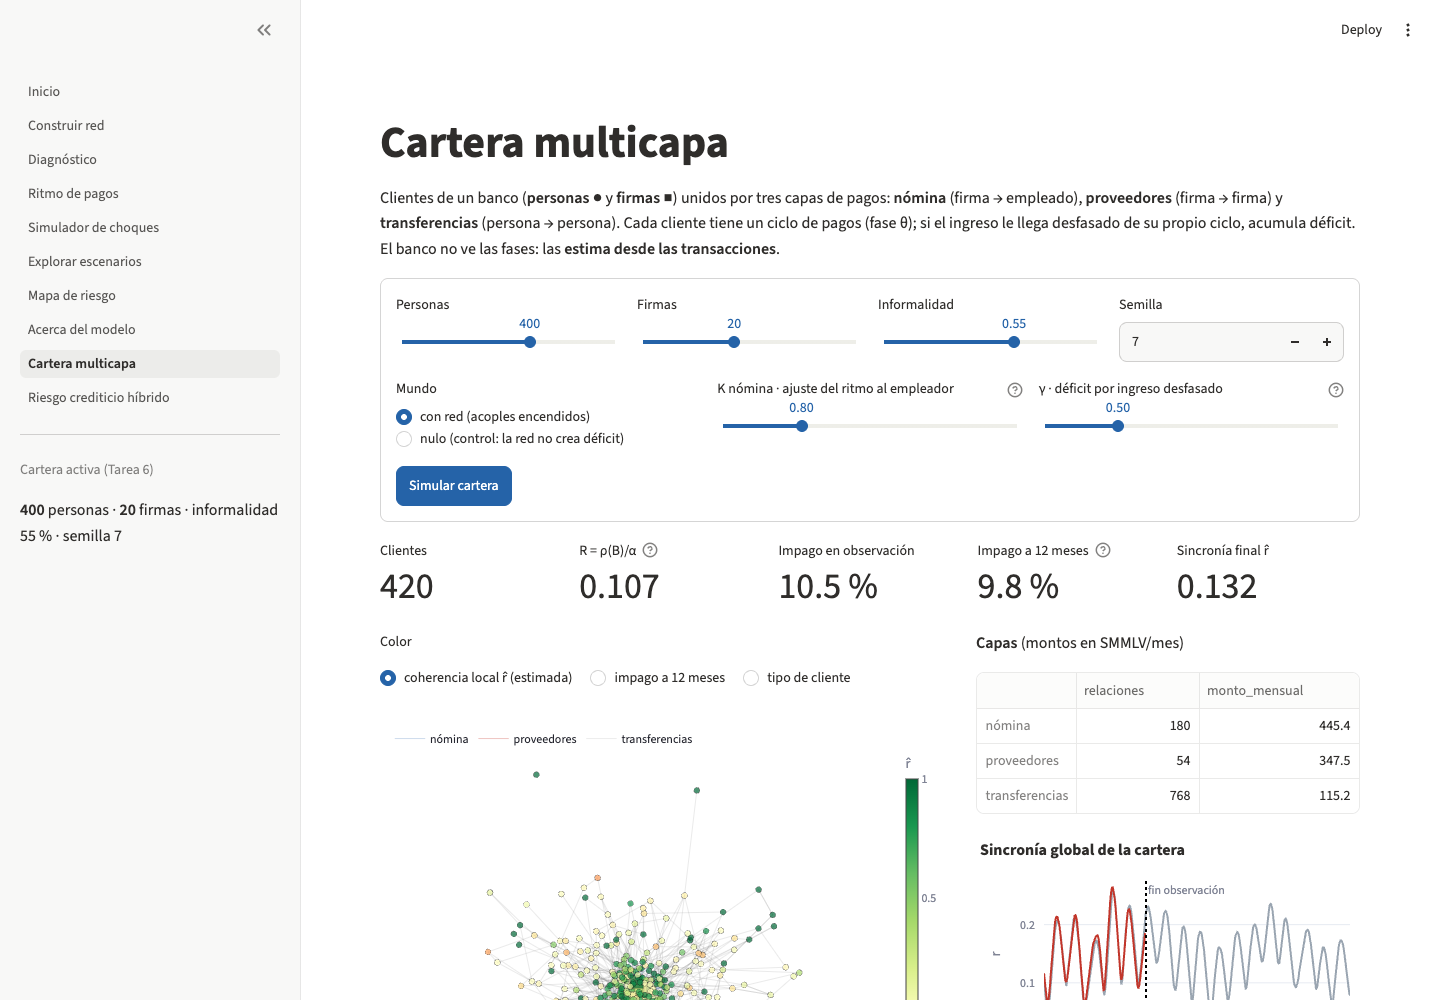 Deploy
Inicio
Construir red
Diagnóstico
Ritmo de pagos
Simulador de choques
Explorar escenarios
Mapa de riesgo
Acerca del modelo
Cartera multicapa
Riesgo crediticio híbrido
Cartera activa (Tarea 6)
400 personas · 20 firmas · informalidad
55 % · semilla 7
Cartera multicapa
Clientes de un banco (personas ● y firmas ■) unidos por tres capas de pagos: nómina (firma → empleado), proveedores (firma → firma) y
transferencias (persona → persona). Cada cliente tiene un ciclo de pagos (fase θ); si el ingreso le llega desfasado de su propio ciclo, acumula déficit.
El banco no ve las fases: las estima desde las transacciones.
Personas
400
Firmas
20
Informalidad
0.55
Semilla
7
Mundo
con red (acoples encendidos)
nulo (control: la red no crea déficit)
K nómina · ajuste del ritmo al empleador
0.80
γ · déficit por ingreso desfasado
0.50
Simular cartera
Clientes
420
R = ρ(B)/α
0.107
Impago en observación
10.5 %
Impago a 12 meses
9.8 %
Sincronía final r̂
0.132
Color
coherencia local r̂ (estimada)
impago a 12 meses
tipo de cliente
nómina
proveedores
transferencias
r̂
1
0.5
Capas (montos en SMMLV/mes)
relaciones monto_mensual
nómina 180 445.4
proveedores 54 347.5
transferencias 768 115.2
Sincronía global de la cartera
fin observación
0.2
r
0.1